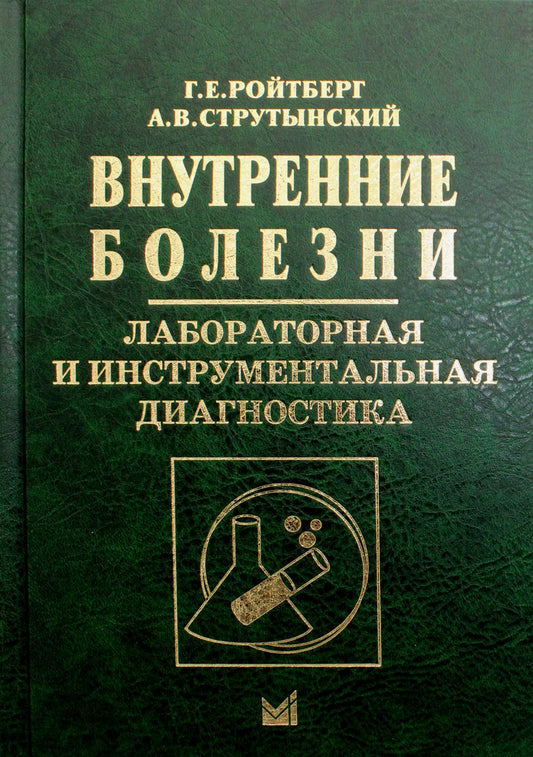 Г.Е.РОЙТБЕРГ
А.В.СТРУТЫНСКИЙ
ВНУТРЕННИЕ
БОЛЕЗНИ
ЛАБОРАТОРНАЯ
И ИНСТРУМЕНТАЛЬНАЯ
ДИАГНОСТИКА